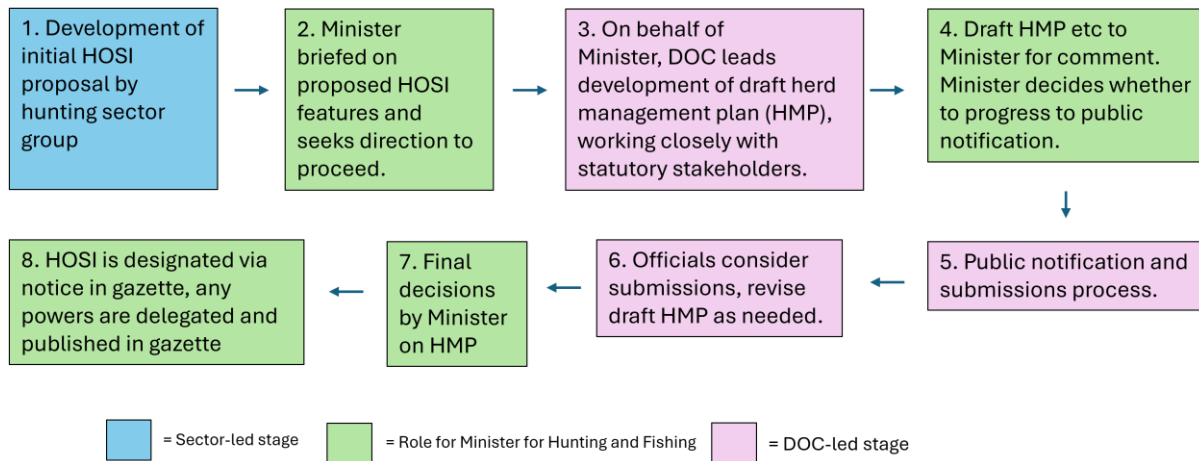 1. Development of
initial HOSI
proposal by
hunting sector
group
2. Minister
briefed on
proposed HOSI
features and
seeks direction to
proceed.
3. On behalf of
Minister, DOC leads
development of draft herd
management plan (HMP),
working closely with
statutory stakeholders.
4. Draft HMP etc to
Minister for comment.
Minister decides whether
to progress to public
notification.
5. Public notification and
submissions process.
6. Officials consider
submissions, revise
draft HMP as needed.
7. Final
decisions
by Minister
on HMP
8. HOSI is designated via
notice in gazette, any
powers are delegated and
published in gazette
= Sector-led stage
= Role for Minister for Hunting and Fishing
= DOC-led stage